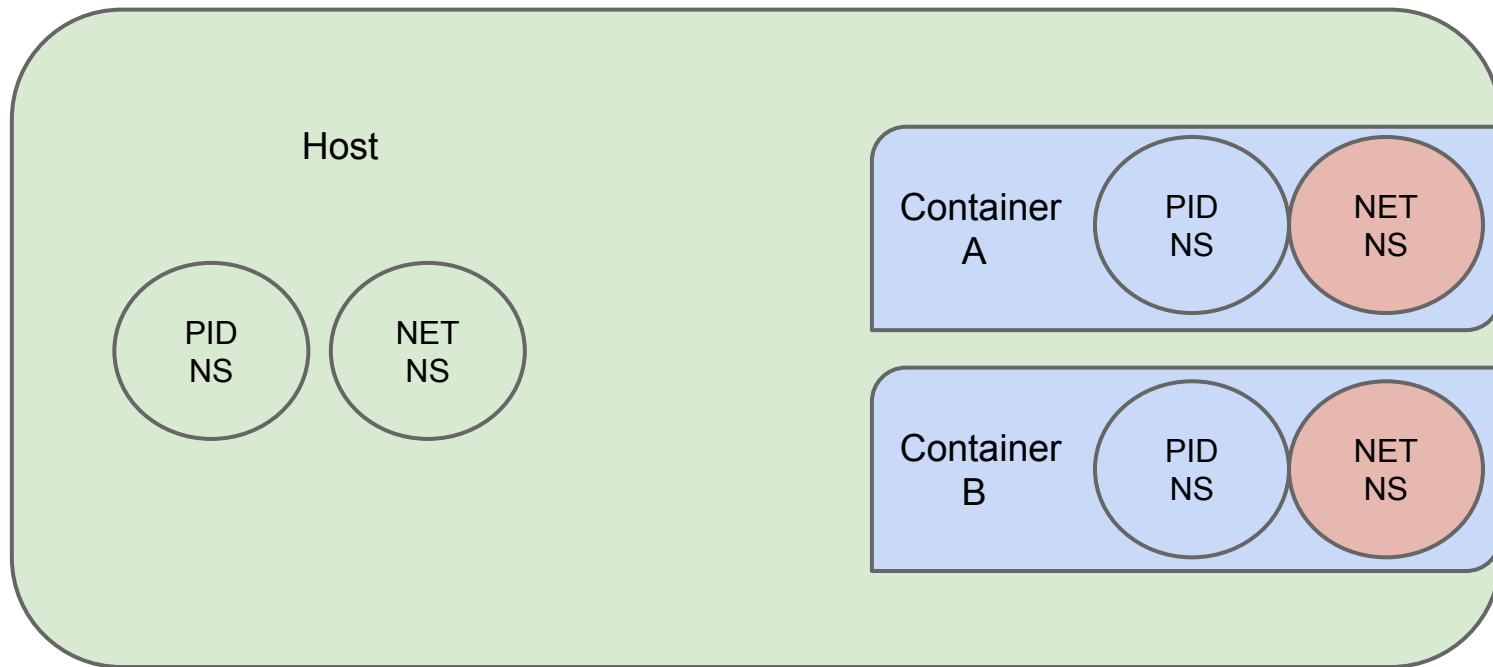 Host
PID
NS
NET
NS
Container
A
PID
NS
NET
NS
Container
B
PID
NS
NET
NS